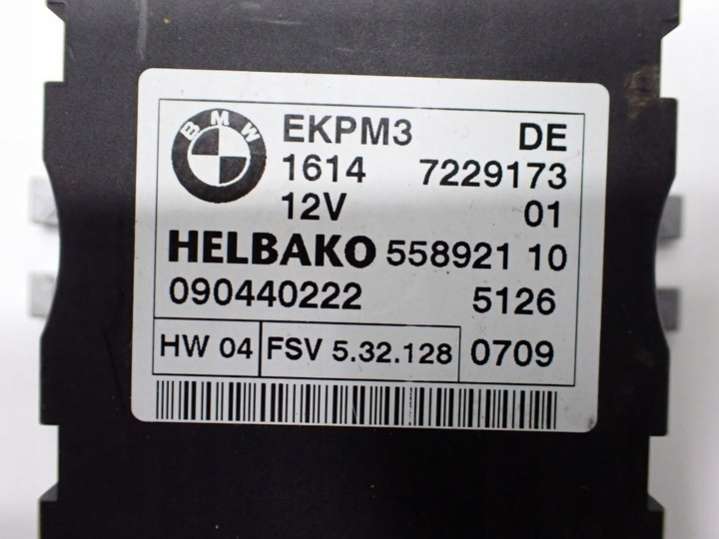 BMW EKPM3 DE
1614 7229173
12V 01
HELBAKO 558921 10
090440222 5126
HW 04 FSV 5.32.128 0709